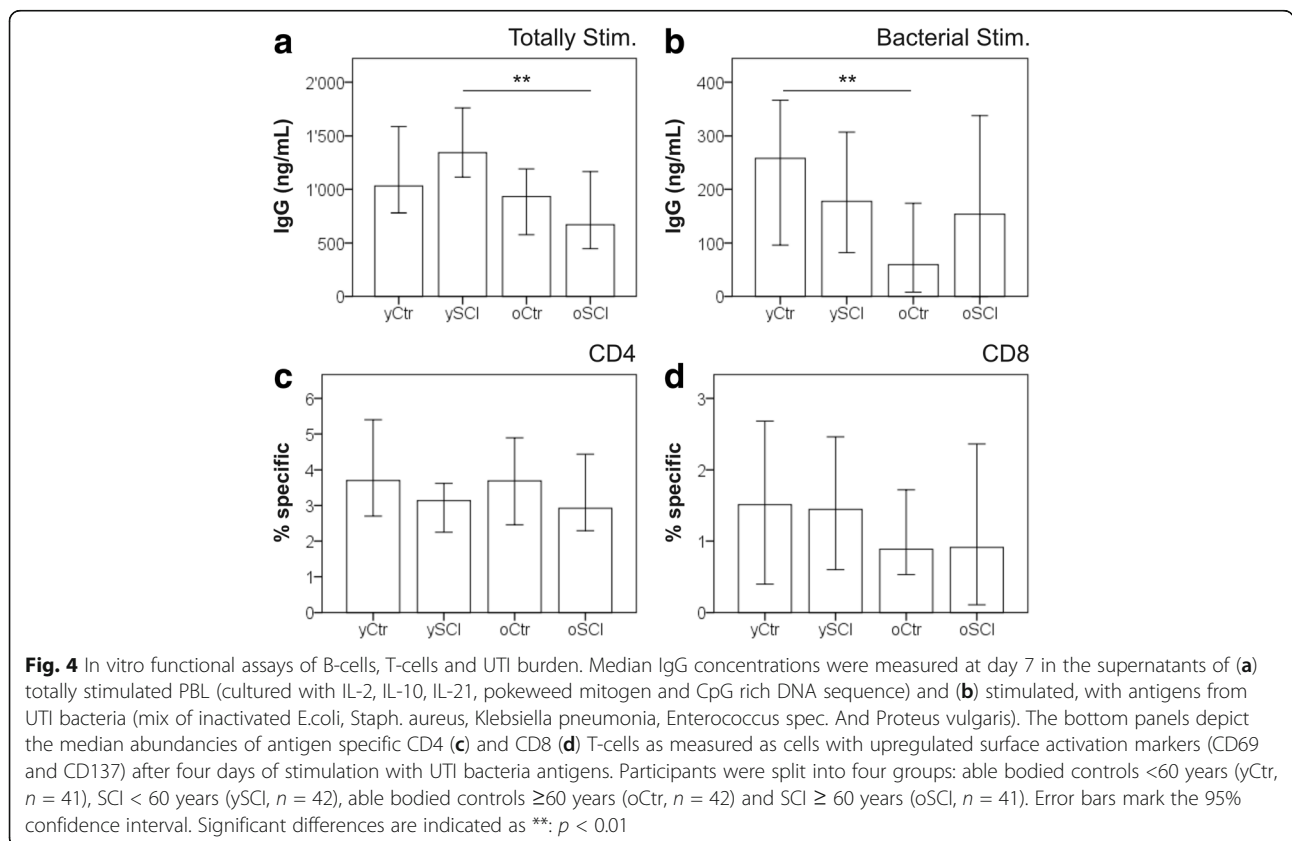 a Totally Stim.
2'000
1'500
1'000
500
0
IgG (ng/mL)
**
yCtr ySCI oCtr oSCI
b Bacterial Stim.
400
300
200
100
0
IgG (ng/mL)
**
yCtr ySCI oCtr oSCI
c CD4
6
5
4
3
2
1
0
% specific
yCtr ySCI oCtr oSCI
d CD8
3
2
1
0
% specific
yCtr ySCI oCtr oSCI
Fig. 4 In vitro functional assays of B-cells, T-cells and UTI burden. Median IgG concentrations were measured at day 7 in the supernatants of (a)
totally stimulated PBL (cultured with IL-2, IL-10, IL-21, pokeweed mitogen and CpG rich DNA sequence) and (b) stimulated, with antigens from
UTI bacteria (mix of inactivated E.coli, Staph. aureus, Klebsiella pneumonia, Enterococcus spec. And Proteus vulgaris). The bottom panels depict
the median abundancies of antigen specific CD4 (c) and CD8 (d) T-cells as measured as cells with upregulated surface activation markers (CD69
and CD137) after four days of stimulation with UTI bacteria antigens. Participants were split into four groups: able bodied controls <60 years (yCtr,
n = 41), SCI < 60 years (ySCI, n = 42), able bodied controls ≥60 years (oCtr, n = 42) and SCI ≥ 60 years (oSCI, n = 41). Error bars mark the 95%
confidence interval. Significant differences are indicated as **: p < 0.01